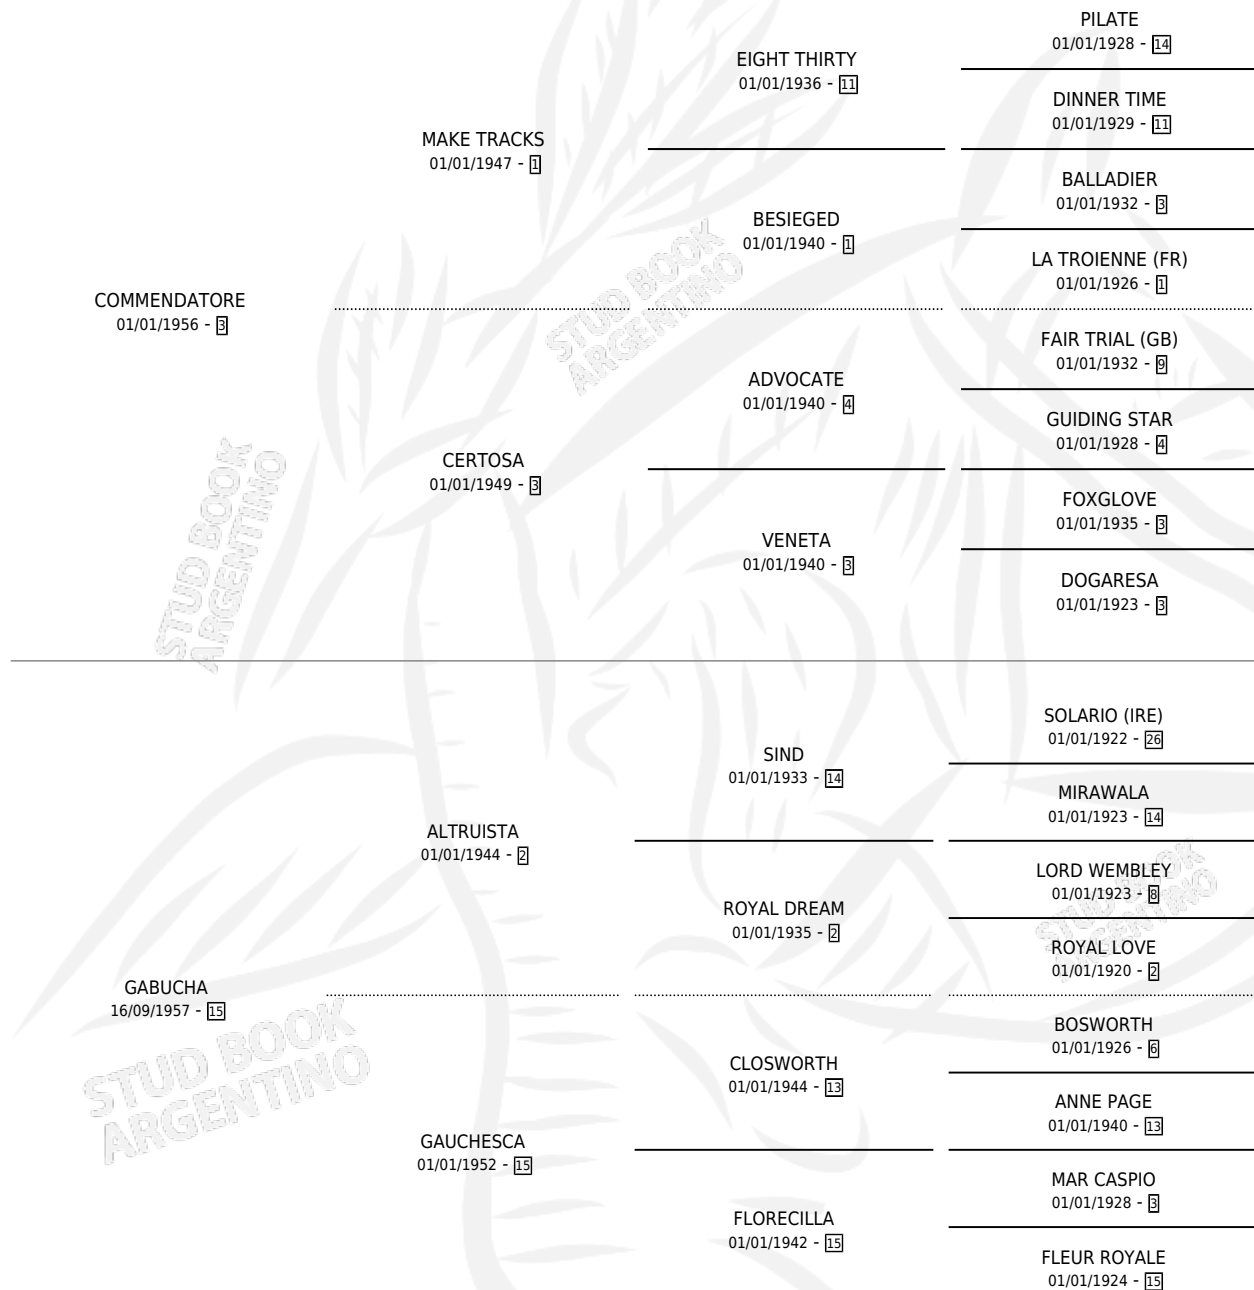 PILATE
01/01/1928 - 14
EIGHT THIRTY
01/01/1936 - 11
DINNER TIME
01/01/1929 - 11
MAKE TRACKS
01/01/1947 - 1
BALLADIER
01/01/1932 - 3
BESIEGED
01/01/1940 - 1
LA TROIENNE (FR)
01/01/1926 - 1
COMMENDATORE
01/01/1956 - 3
STUD BOOK
ARGENTINO
FAIR TRIAL (GB)
01/01/1932 - 9
ADVOCATE
01/01/1940 - 4
GUIDING STAR
01/01/1928 - 4
CERTOSA
01/01/1949 - 3
FOXGLOVE
01/01/1935 - 3
VENETA
01/01/1940 - 3
DOGARESA
01/01/1923 - 3
STUD BOOK
ARGENTINO
SOLARIO (IRE)
01/01/1922 - 26
SIND
01/01/1933 - 14
MIRAWALA
01/01/1923 - 14
ALTRUISTA
01/01/1944 - 2
LORD WEMBLEY
01/01/1923 - 8
ROYAL DREAM
01/01/1935 - 2
ROYAL LOVE
01/01/1920 - 2
STUD BOOK
ARGENTINO
GABUCHA
16/09/1957 - 15
BOSWORTH
01/01/1926 - 6
CLOSWORTH
01/01/1944 - 13
ANNE PAGE
01/01/1940 - 13
STUD BOOK
ARGENTINO
GAUCHESCA
01/01/1952 - 15
MAR CASPIO
01/01/1928 - 3
FLORECILLA
01/01/1942 - 15
FLEUR ROYALE
01/01/1924 - 15